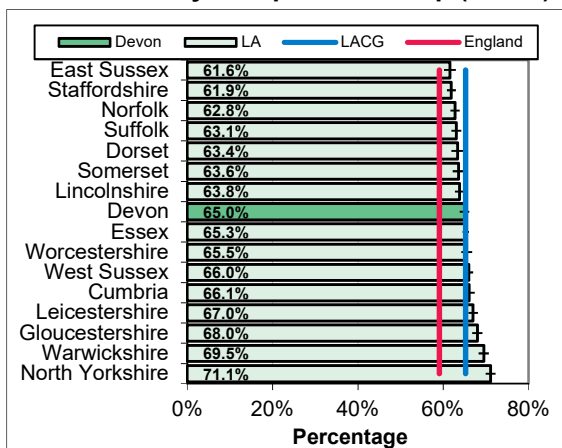 Devon LA LACG England
East Sussex 61.6%
Staffordshire 61.9%
Norfolk 62.8%
Suffolk 63.1%
Dorset 63.4%
Somerset 63.6%
Lincolnshire 63.8%
Devon 65.0%
Essex 65.3%
Worcestershire 65.5%
West Sussex 66.0%
Cumbria 66.1%
Leicestershire 67.0%
Gloucestershire 68.0%
Warwickshire 69.5%
North Yorkshire 71.1%
0% 20% 40% 60% 80%
Percentage